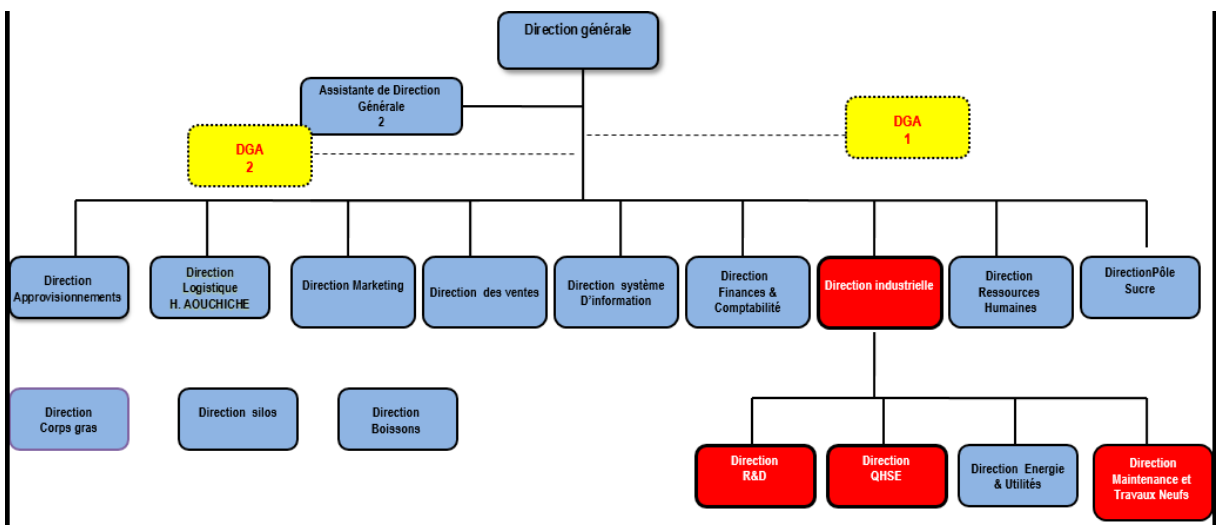 Direction générale
Assistante de Direction
Générale
2
DGA
2
DGA
1
Direction
Approvisionnements
Direction
Logistique
H. AOUCHICHE
Direction Marketing
Direction des ventes
Direction système
D'information
Direction
Finances &
Comptabilité
Direction industrielle
Direction
Ressources
Humaines
DirectionPôle
Sucre
Direction
Corps gras
Direction silos
Direction
Boissons
Direction
R&D
Direction
QHSE
Direction Energie
& Utilités
Direction
Maintenance et
Travaux Neufs